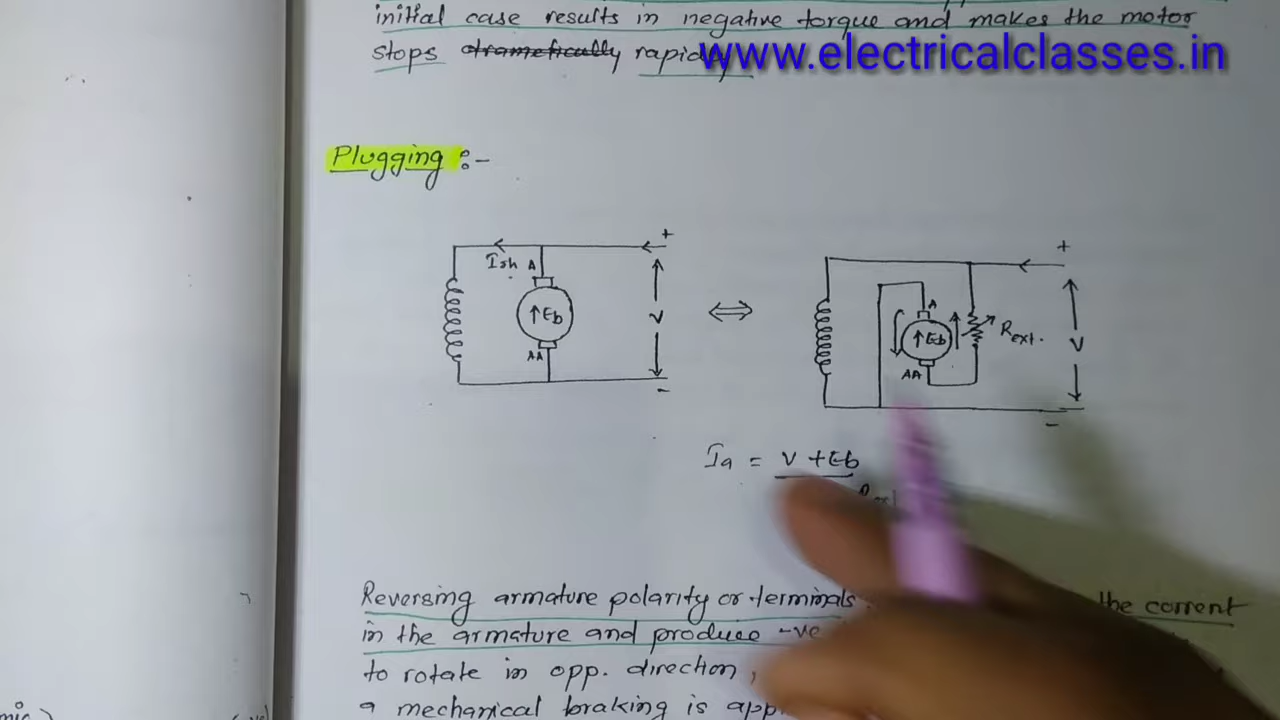 initial case results in negative torque and makes the motor
stops dramefically rapidly
www.electricalclasses.in
Plugging :-
+
Ish A
↑Eb
AA
V
-
⇔
+
A
↑Eb
AA
Rext.
V
-
Ia = V + Eb
Rext
Reversing armature polarity or terminals the current
in the armature and produce -ve
to rotate in opp. direction,
a mechanical braking is app